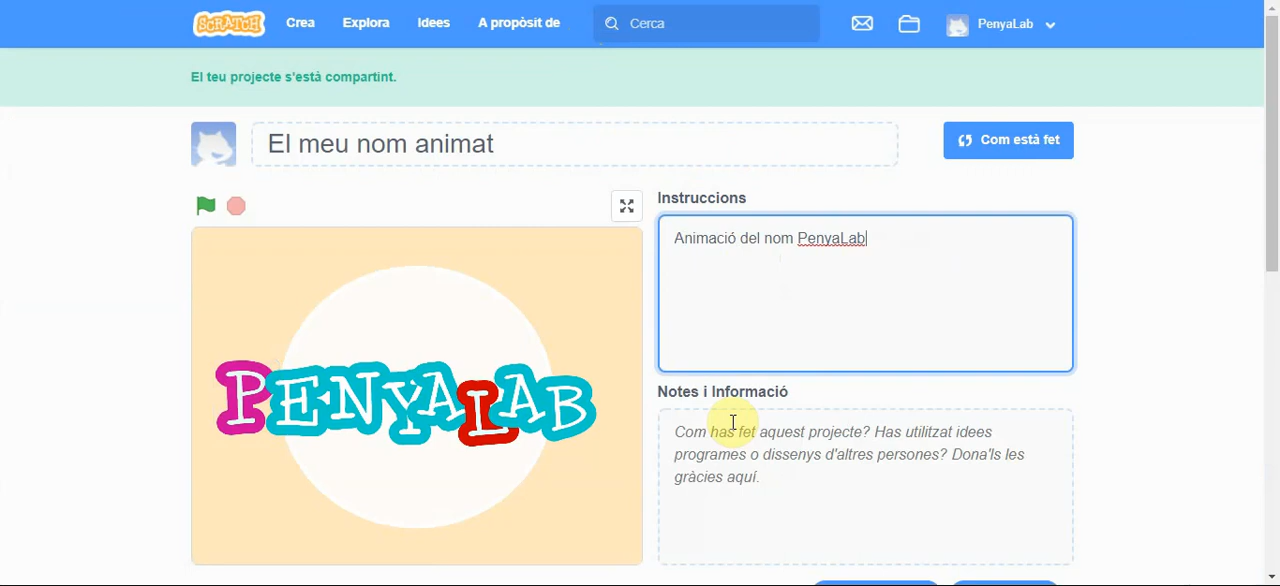 SCRATCH Crea Explora Idees A propòsit de Cerca PenyaLab
El teu projecte s'està compartint.
El meu nom animat
Com està fet
Instruccions
Animació del nom PenyaLab
PENYALAB
Notes i Informació
Com has fet aquest projecte? Has utilitzat idees
programes o dissenys d'altres persones? Dona'ls les
gràcies aquí.